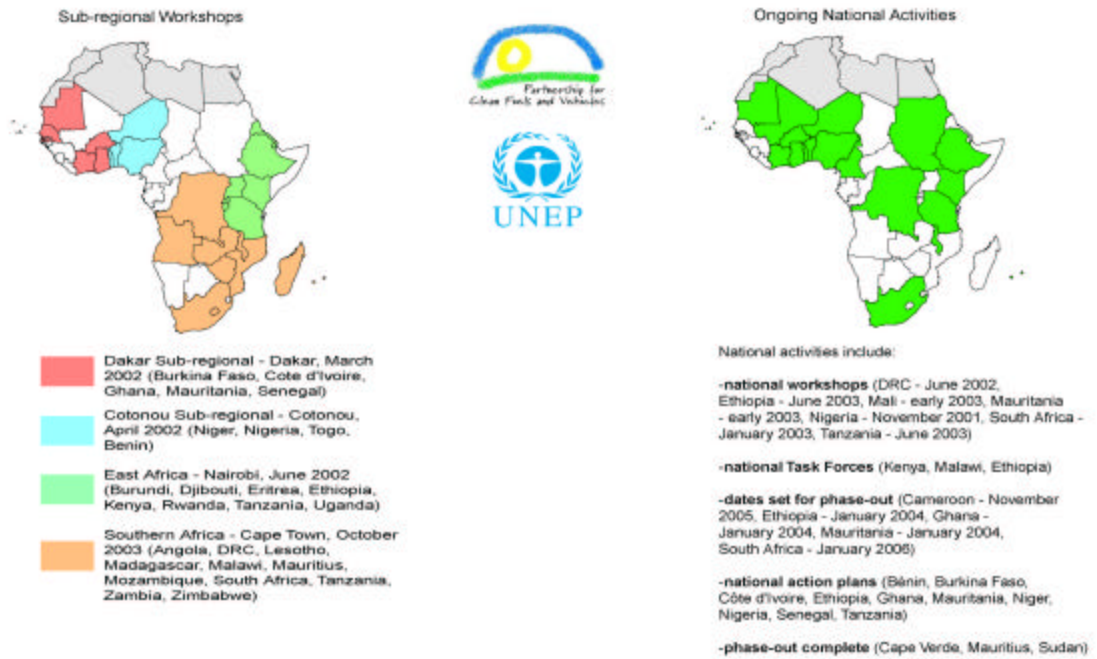 Sub-regional Workshops
Dakar Sub-regional - Dakar, March
2002 (Burkina Faso, Cote d'Ivoire,
Ghana, Mauritania, Senegal)
Cotonou Sub-regional - Cotonou,
April 2002 (Niger, Nigeria, Togo,
Benin)
East Africa - Nairobi, June 2002
(Burundi, Djibouti, Eritrea, Ethiopia,
Kenya, Rwanda, Tanzania, Uganda)
Southern Africa - Cape Town, October
2003 (Angola, DRC, Lesotho,
Madagascar, Malawi, Mauritius,
Mozambique, South Africa, Tanzania,
Zambia, Zimbabwe)
Partnership for
Clean Fuels and Vehicles
UNEP
Ongoing National Activities
National activities include:
-national workshops (DRC - June 2002,
Ethiopia - June 2003, Mali - early 2003, Mauritania
- early 2003, Nigeria - November 2001, South Africa -
January 2003, Tanzania - June 2003)
-national Task Forces (Kenya, Malawi, Ethiopia)
-dates set for phase-out (Cameroon - November
2005, Ethiopia - January 2004, Ghana -
January 2004, Mauritania - January 2004,
South Africa - January 2006)
-national action plans (Bénin, Burkina Faso,
Côte d'Ivoire, Ethiopia, Ghana, Mauritania, Niger,
Nigeria, Senegal, Tanzania)
-phase-out complete (Cape Verde, Mauritius, Sudan)